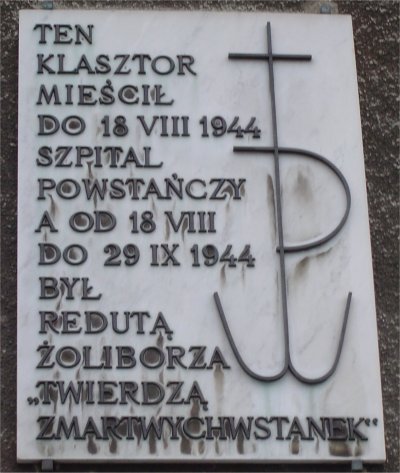 TEN
KLASZTOR
MIEŚCIŁ
DO 18 VIII 1944
SZPITAL
POWSTAŃCZY
A OD 18 VIII
DO 29 IX 1944
BYŁ
REDUTĄ
ŻOLIBORZA
„TWIERDZĄ
ZMARTWYCHWSTANEK”